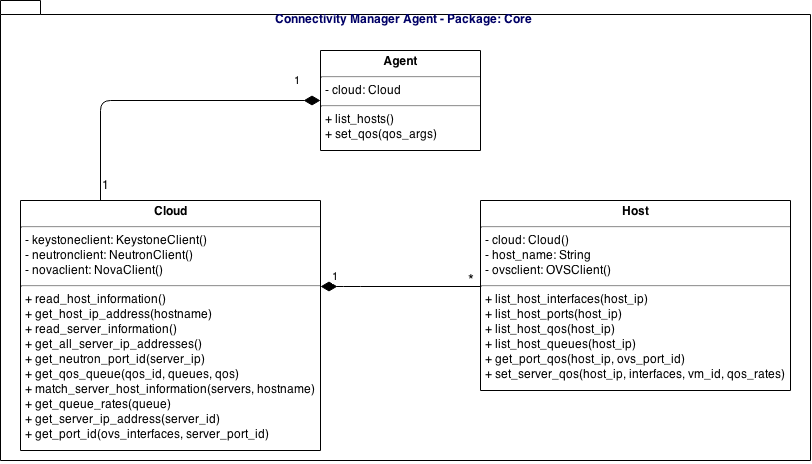 Connectivity Manager Agent - Package: Core
Agent
- cloud: Cloud
+ list_hosts()
+ set_qos(qos_args)
1
1
Cloud
- keystoneclient: KeystoneClient()
- neutronclient: NeutronClient()
- novaclient: NovaClient()
+ read_host_information()
+ get_host_ip_address(hostname)
+ read_server_information()
+ get_all_server_ip_addresses()
+ get_neutron_port_id(server_ip)
+ get_qos_queue(qos_id, queues, qos)
+ match_server_host_information(servers, hostname)
+ get_queue_rates(queue)
+ get_server_ip_address(server_id)
+ get_port_id(ovs_interfaces, server_port_id)
1
*
Host
- cloud: Cloud()
- host_name: String
- ovsclient: OVSClient()
+ list_host_interfaces(host_ip)
+ list_host_ports(host_ip)
+ list_host_qos(host_ip)
+ list_host_queues(host_ip)
+ get_port_qos(host_ip, ovs_port_id)
+ set_server_qos(host_ip, interfaces, vm_id, qos_rates)